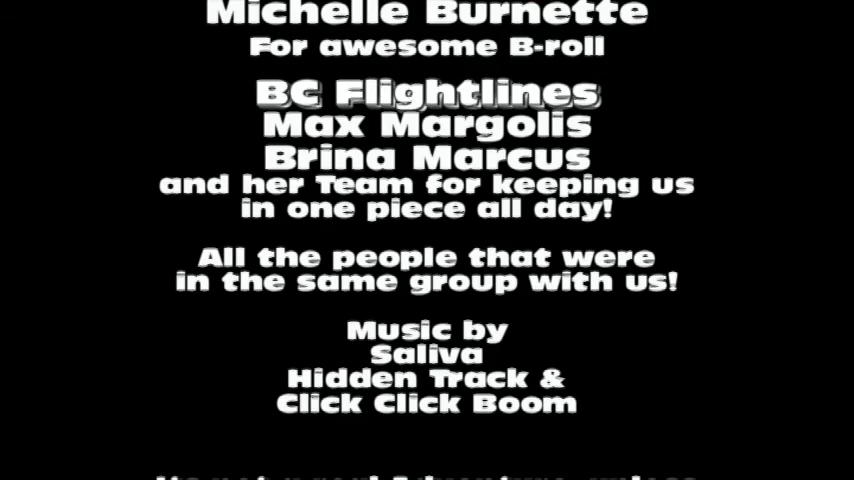 Michelle Burnette
For awesome B-roll
BC Flightlines
Max Margolis
Brina Marcus
and her Team for keeping us
in one piece all day!
All the people that were
in the same group with us!
Music by
Saliva
Hidden Track &
Click Click Boom